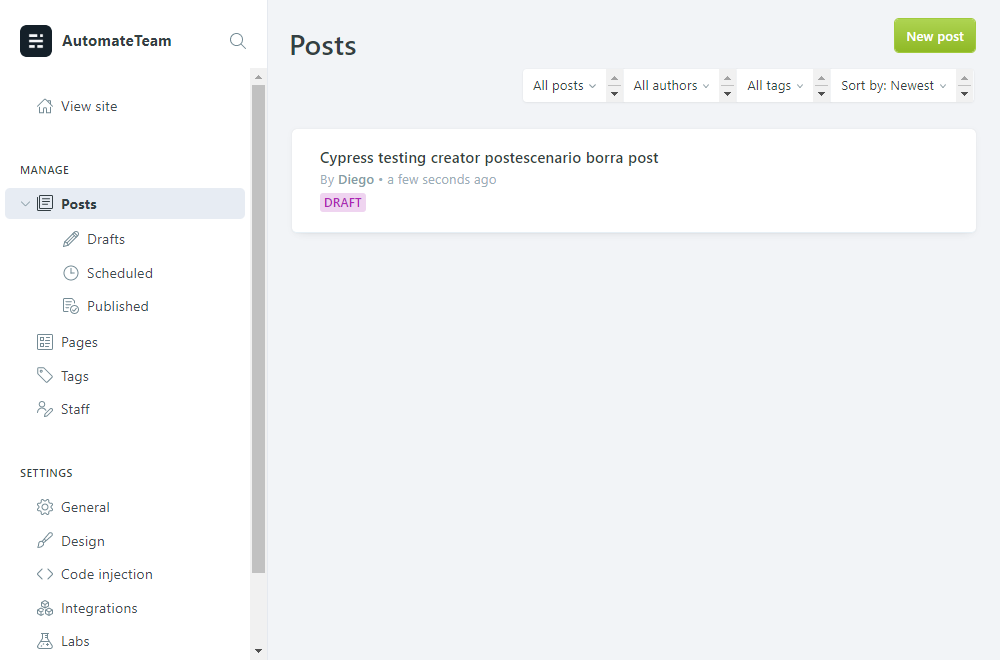 AutomateTeam
View site
MANAGE
Posts
Drafts
Scheduled
Published
Pages
Tags
Staff
SETTINGS
General
Design
Code injection
Integrations
Labs
Posts
New post
All posts
All authors
All tags
Sort by: Newest
Cypress testing creator postescenario borra post
By Diego • a few seconds ago
DRAFT